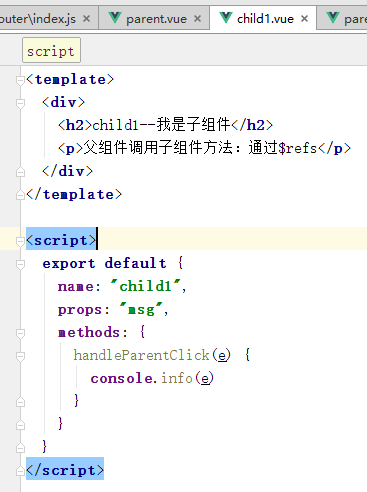 outer\index.js parent.vue child1.vue pare
script
<template>
<div>
<h2>child1--我是子组件</h2>
<p>父组件调用子组件方法：通过$refs</p>
</div>
</template>
<script>
export default {
name: "child1",
props: "msg",
methods: {
handleParentClick(e) {
console.info(e)
}
}
}
</script>